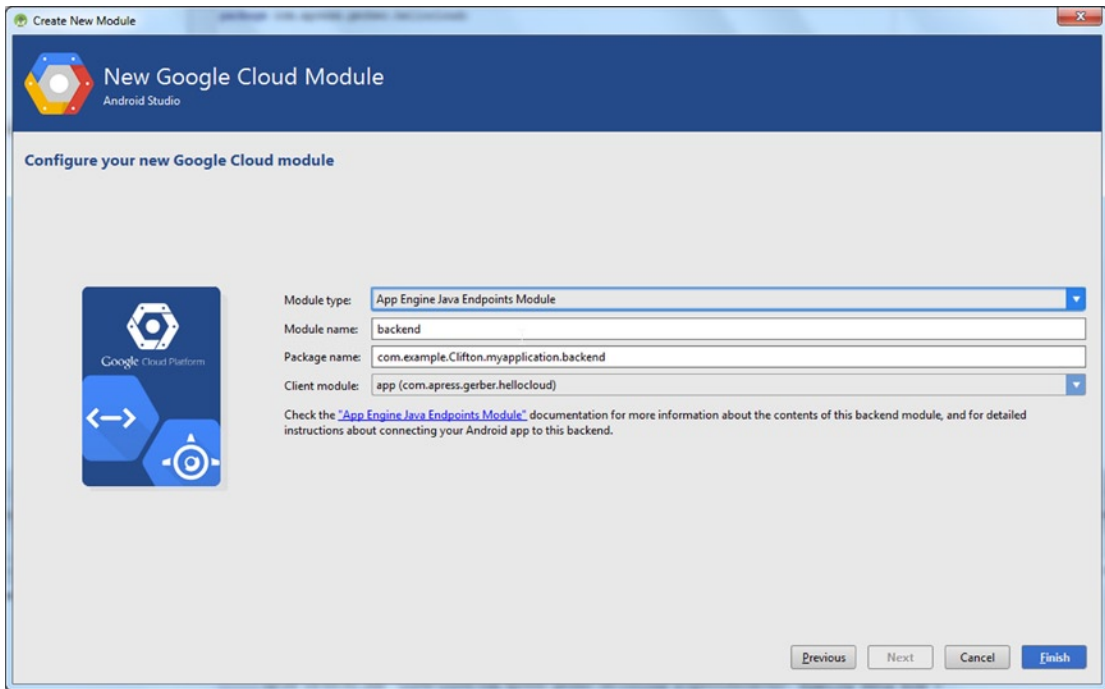 Create New Module
New Google Cloud Module
Android Studio
Configure your new Google Cloud module
Google Cloud Platform
Module type: App Engine Java Endpoints Module
Module name: backend
Package name: com.example.Clifton.myapplication.backend
Client module: app (com.apress.gerber.hellocloud)
Check the "App Engine Java Endpoints Module" documentation for more information about the contents of this backend module, and for detailed
instructions about connecting your Android app to this backend.
Previous Next Cancel Finish